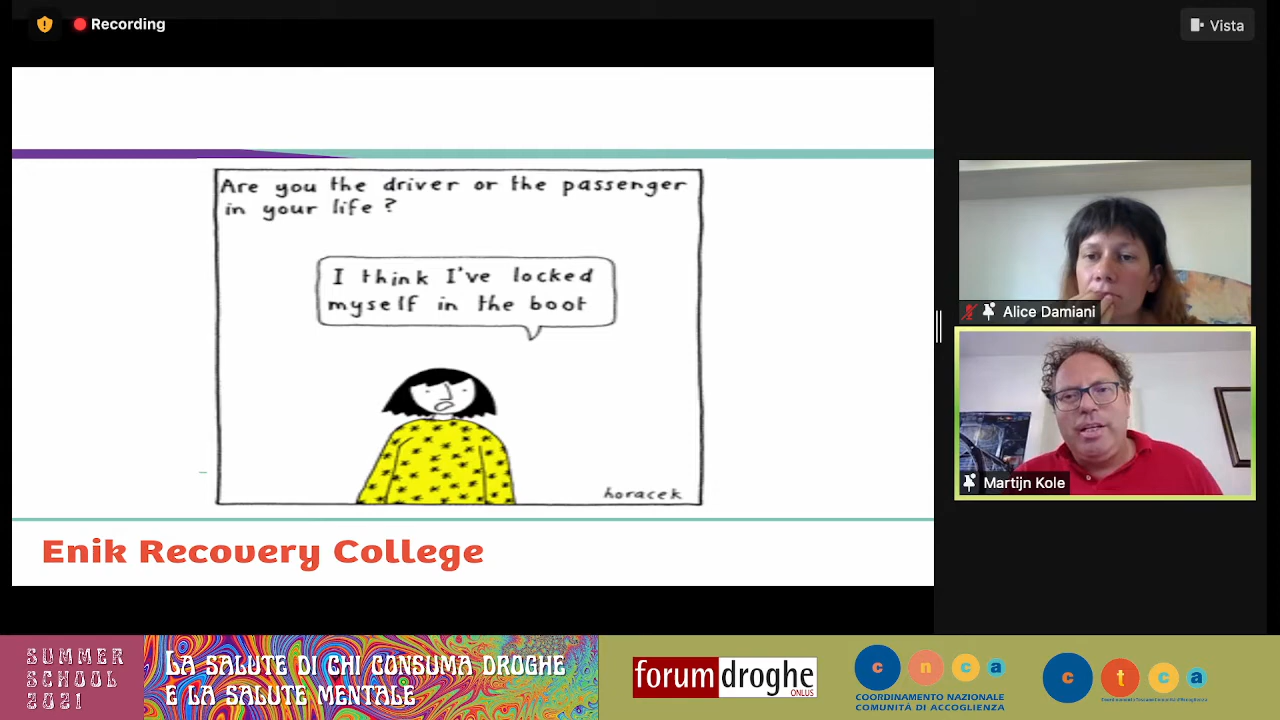 Recording
Vista
Are you the driver or the passenger
in your life?
I think I've locked
myself in the boot
horacek
Enik Recovery College
Alice Damiani
Martijn Kole
SUMMER
SCHOOL
2021
LA SALUTE DI CHI CONSUMA DROGHE
E LA SALUTE MENTALE
forumdroghe
ONLUS
c n c a
COORDINAMENTO NAZIONALE
COMUNITÀ DI ACCOGLIENZA
c t c a